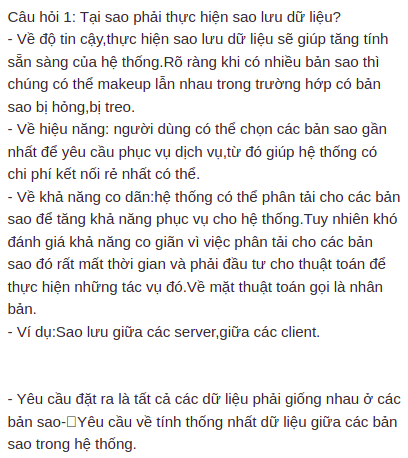 Câu hỏi 1: Tại sao phải thực hiện sao lưu dữ liệu?
- Về độ tin cậy,thực hiện sao lưu dữ liệu sẽ giúp tăng tính
sẵn sàng của hệ thống.Rõ ràng khi có nhiều bản sao thì
chúng có thể makeup lẫn nhau trong trường hớp có bản
sao bị hỏng,bị treo.
- Về hiệu năng: người dùng có thể chọn các bản sao gần
nhất để yêu cầu phục vụ dịch vụ,từ đó giúp hệ thống có
chi phí kết nối rẻ nhất có thể.
- Về khả năng co dãn:hệ thống có thể phân tải cho các bản
sao để tăng khả năng phục vụ cho hệ thống.Tuy nhiên khó
đánh giá khả năng co giãn vì việc phân tải cho các bản
sao đó rất mất thời gian và phải đầu tư cho thuật toán để
thực hiện những tác vụ đó.Về mặt thuật toán gọi là nhân
bản.
- Ví dụ:Sao lưu giữa các server,giữa các client.
- Yêu cầu đặt ra là tất cả các dữ liệu phải giống nhau ở các
bản sao-Yêu cầu về tính thống nhất dữ liệu giữa các bản
sao trong hệ thống.